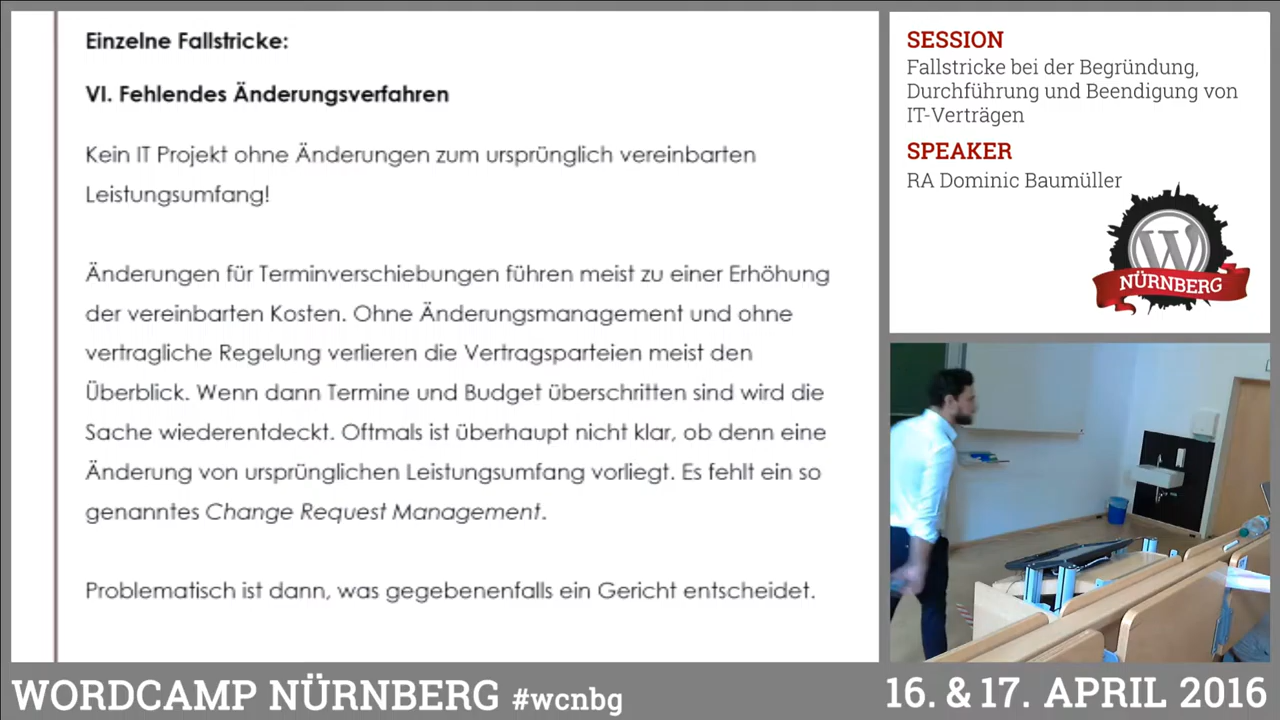 Einzelne Fallstricke:
VI. Fehlendes Änderungsverfahren
Kein IT Projekt ohne Änderungen zum ursprünglich vereinbarten
Leistungsumfang!
Änderungen für Terminverschiebungen führen meist zu einer Erhöhung
der vereinbarten Kosten. Ohne Änderungsmanagement und ohne
vertragliche Regelung verlieren die Vertragsparteien meist den
Überblick. Wenn dann Termine und Budget überschritten sind wird die
Sache wiederentdeckt. Oftmals ist überhaupt nicht klar, ob denn eine
Änderung von ursprünglichen Leistungsumfang vorliegt. Es fehlt ein so
genanntes Change Request Management.
Problematisch ist dann, was gegebenenfalls ein Gericht entscheidet.
SESSION
Fallstricke bei der Begründung,
Durchführung und Beendigung von
IT-Verträgen
SPEAKER
RA Dominic Baumüller
W
NÜRNBERG
WORDCAMP NÜRNBERG #wcnbg
16. & 17. APRIL 2016